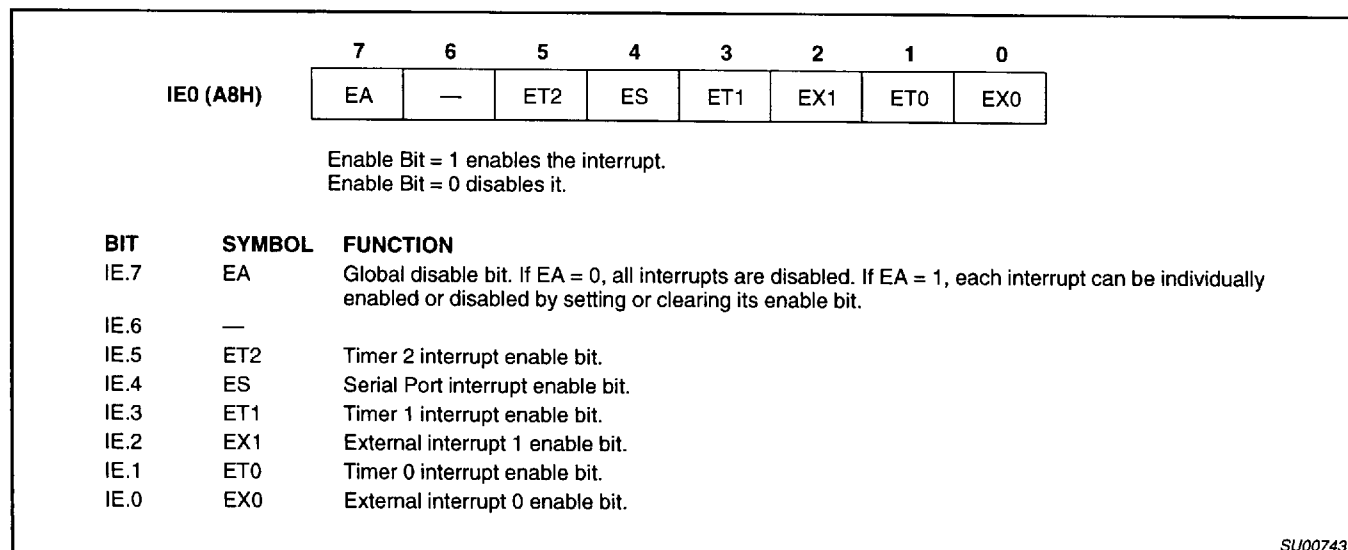 7 6 5 4 3 2 1 0
IE0 (A8H) EA — ET2 ES ET1 EX1 ET0 EX0
Enable Bit = 1 enables the interrupt.
Enable Bit = 0 disables it.
BIT SYMBOL FUNCTION
IE.7 EA Global disable bit. If EA = 0, all interrupts are disabled. If EA = 1, each interrupt can be individually
enabled or disabled by setting or clearing its enable bit.
IE.6 —
IE.5 ET2 Timer 2 interrupt enable bit.
IE.4 ES Serial Port interrupt enable bit.
IE.3 ET1 Timer 1 interrupt enable bit.
IE.2 EX1 External interrupt 1 enable bit.
IE.1 ET0 Timer 0 interrupt enable bit.
IE.0 EX0 External interrupt 0 enable bit.
SU00743